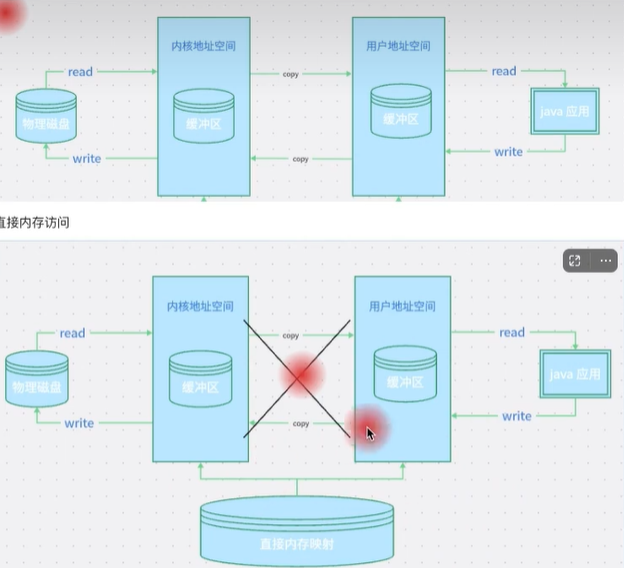 内核地址空间
用户地址空间
read
copy
read
物理磁盘
缓冲区
缓冲区
java 应用
write
copy
write
直接内存访问
内核地址空间
用户地址空间
read
copy
read
物理磁盘
缓冲区
缓冲区
java 应用
write
copy
write
直接内存映射